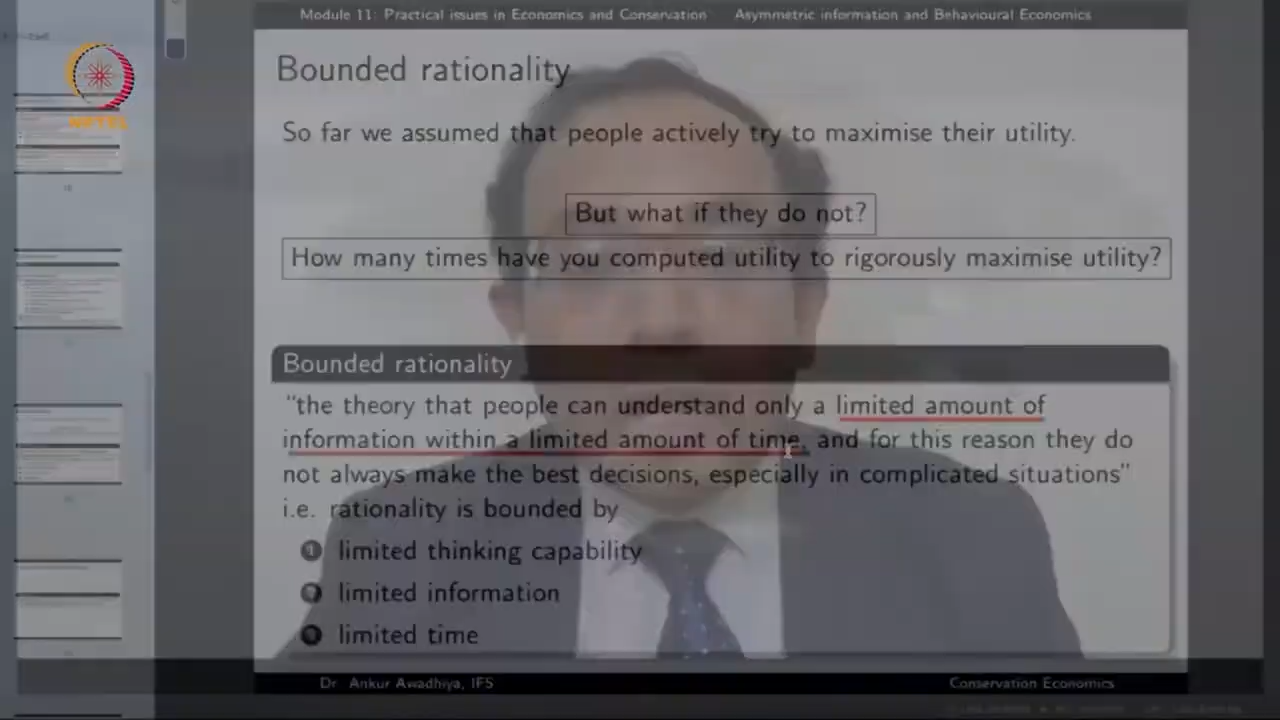 Module 11: Practical issues in Economics and Conservation Asymmetric information and Behavioural Economics
NPTEL
Bounded rationality
So far we assumed that people actively try to maximise their utility.
But what if they do not?
How many times have you computed utility to rigorously maximise utility?
Bounded rationality
"the theory that people can understand only a limited amount of
information within a limited amount of time, and for this reason they do
not always make the best decisions, especially in complicated situations"
i.e. rationality is bounded by
1 limited thinking capability
2 limited information
3 limited time
Dr Ankur Awadhiya, IFS Conservation Economics